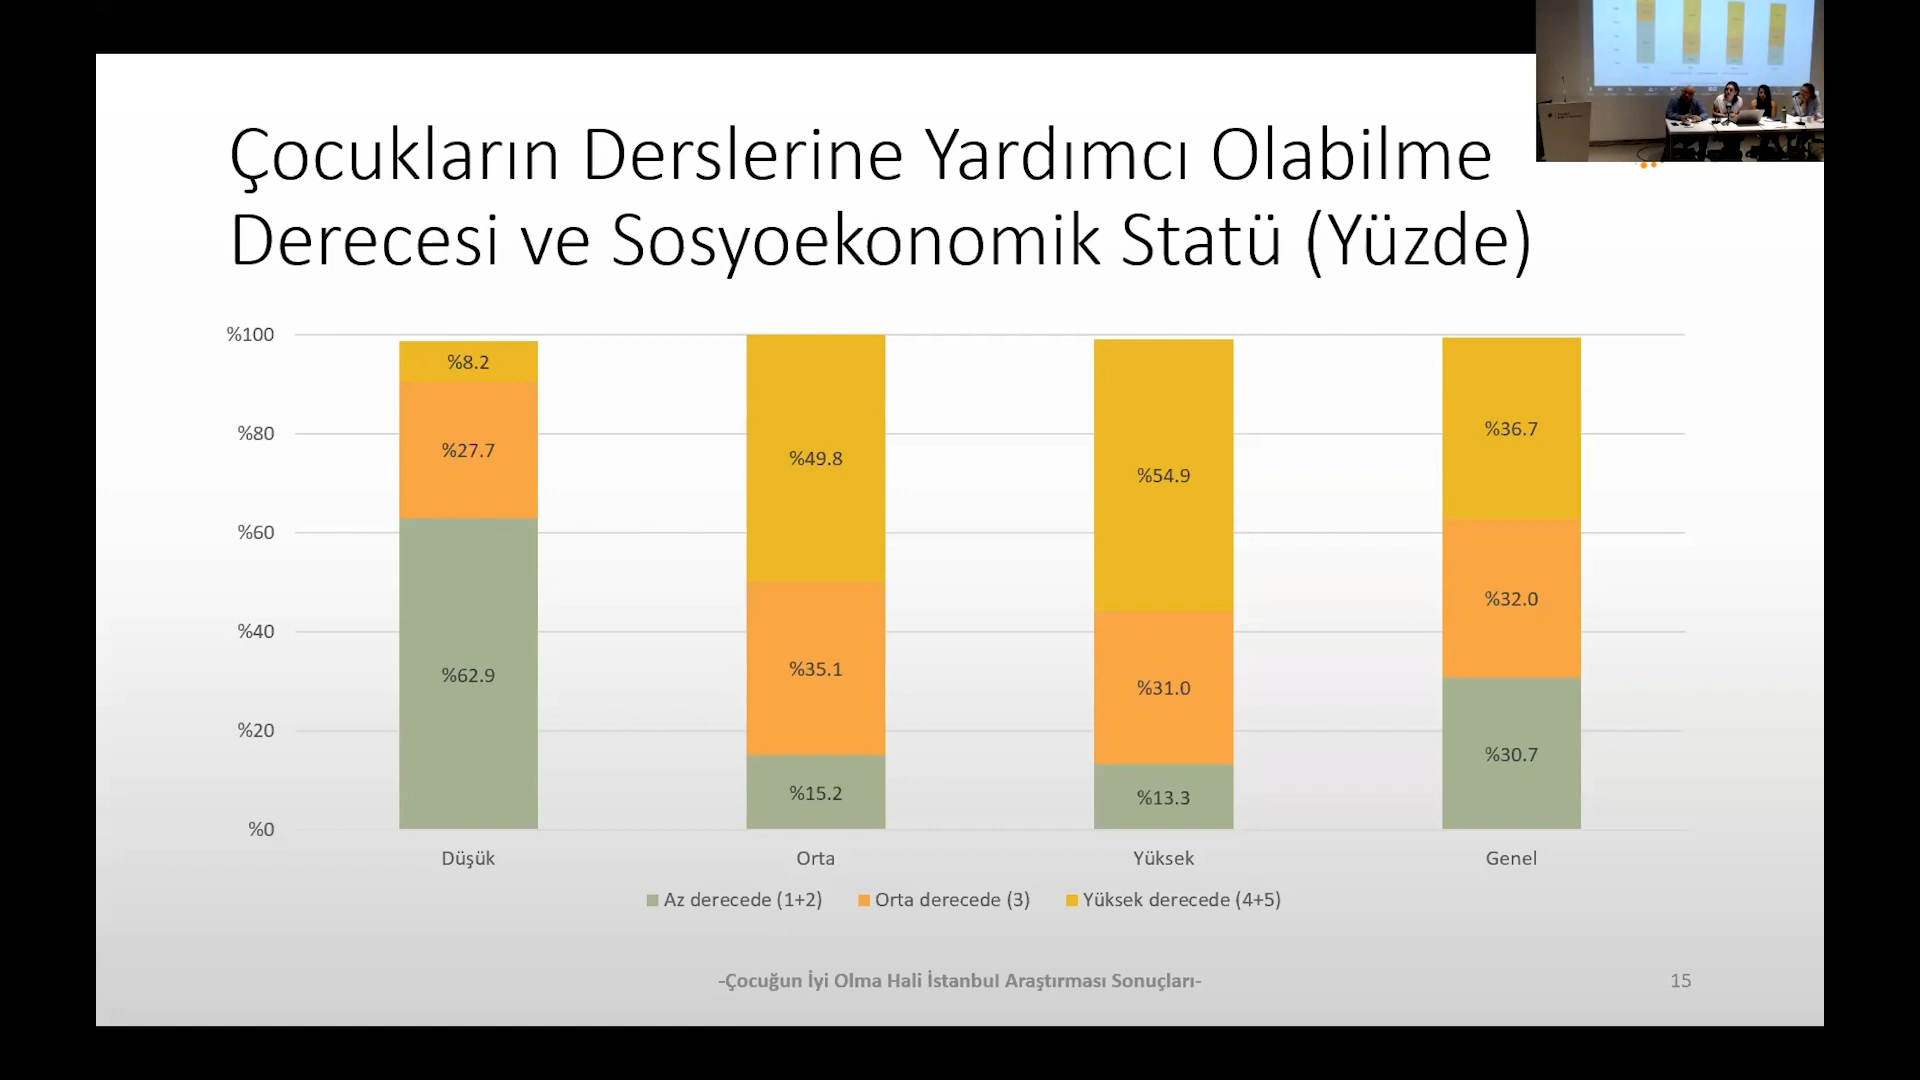 Çocukların Derslerine Yardımcı Olabilme
Derecesi ve Sosyoekonomik Statü (Yüzde)
%100
%80
%60
%40
%20
%0
%8.2
%27.7
%62.9
%49.8
%35.1
%15.2
%54.9
%31.0
%13.3
%36.7
%32.0
%30.7
Düşük
Orta
Yüksek
Genel
Az derecede (1+2)
Orta derecede (3)
Yüksek derecede (4+5)
-Çocuğun İyi Olma Hali İstanbul Araştırması Sonuçları-
15